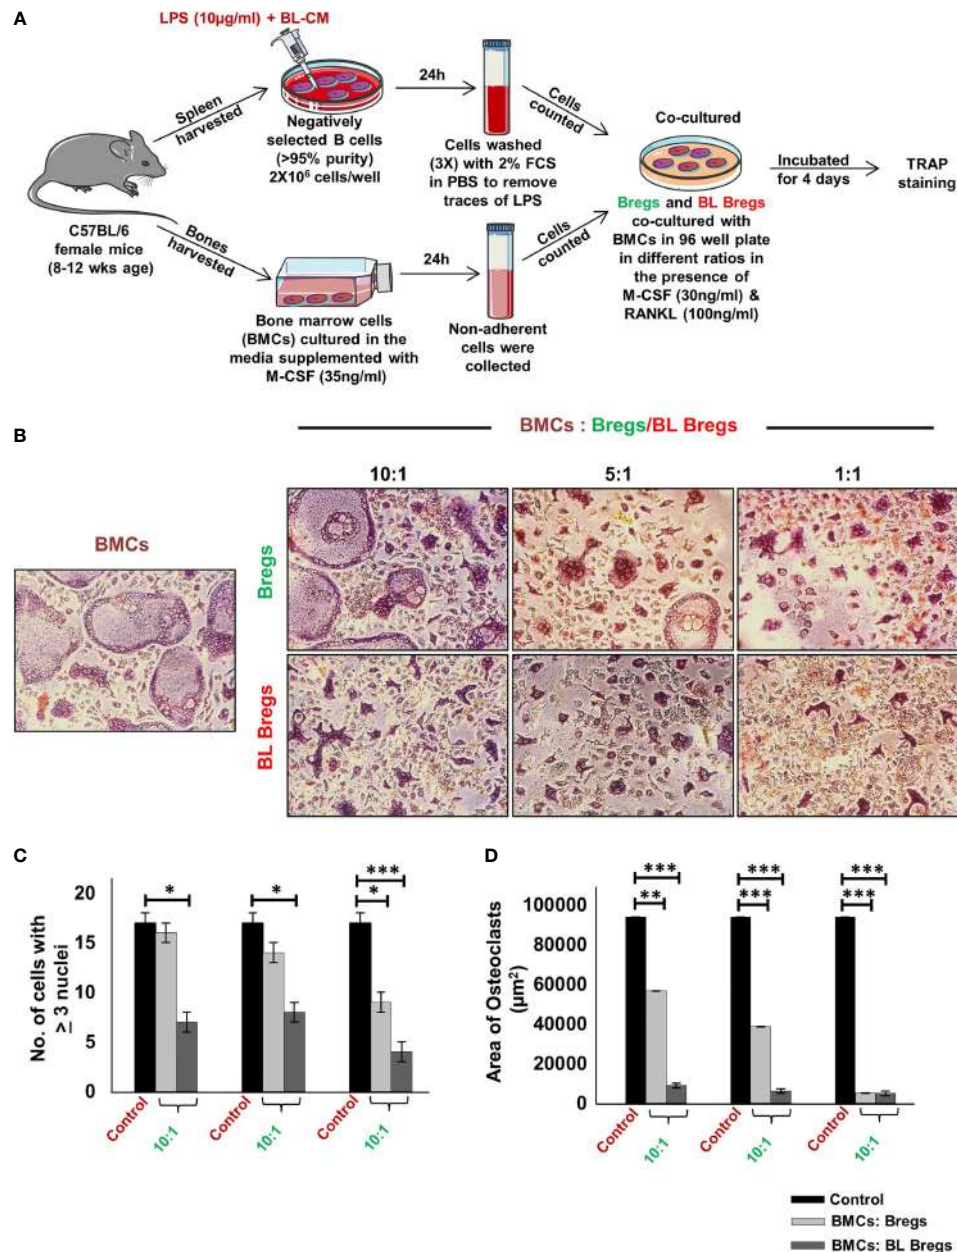 A
LPS (10µg/ml) + BL-CM
Spleen
harvested
24h
Cells
counted
Negatively
selected B cells
(>95% purity)
2X10⁶ cells/well
Cells washed
(3X) with 2% FCS
in PBS to remove
traces of LPS
Co-cultured
Incubated
for 4 days
TRAP
staining
C57BL/6
female mice
(8-12 wks age)
Bones
harvested
24h
Cells
counted
Bregs and BL Bregs
co-cultured with
BMCs in 96 well plate
in different ratios in
the presence of
M-CSF (30ng/ml) &
RANKL (100ng/ml)
Bone marrow cells
(BMCs) cultured in the
media supplemented with
M-CSF (35ng/ml)
Non-adherent
cells were
collected
B
BMCs : Bregs/BL Bregs
10:1
5:1
1:1
BMCs
Bregs
BL Bregs
C
No. of cells with
≥ 3 nuclei
20
15
10
5
0
*
*
***
*
Control
10:1
Control
10:1
Control
10:1
D
Area of Osteoclasts
(µm²)
100000
80000
60000
40000
20000
0
***
**
***
***
***
***
Control
10:1
Control
10:1
Control
10:1
Control
BMCs: Bregs
BMCs: BL Bregs